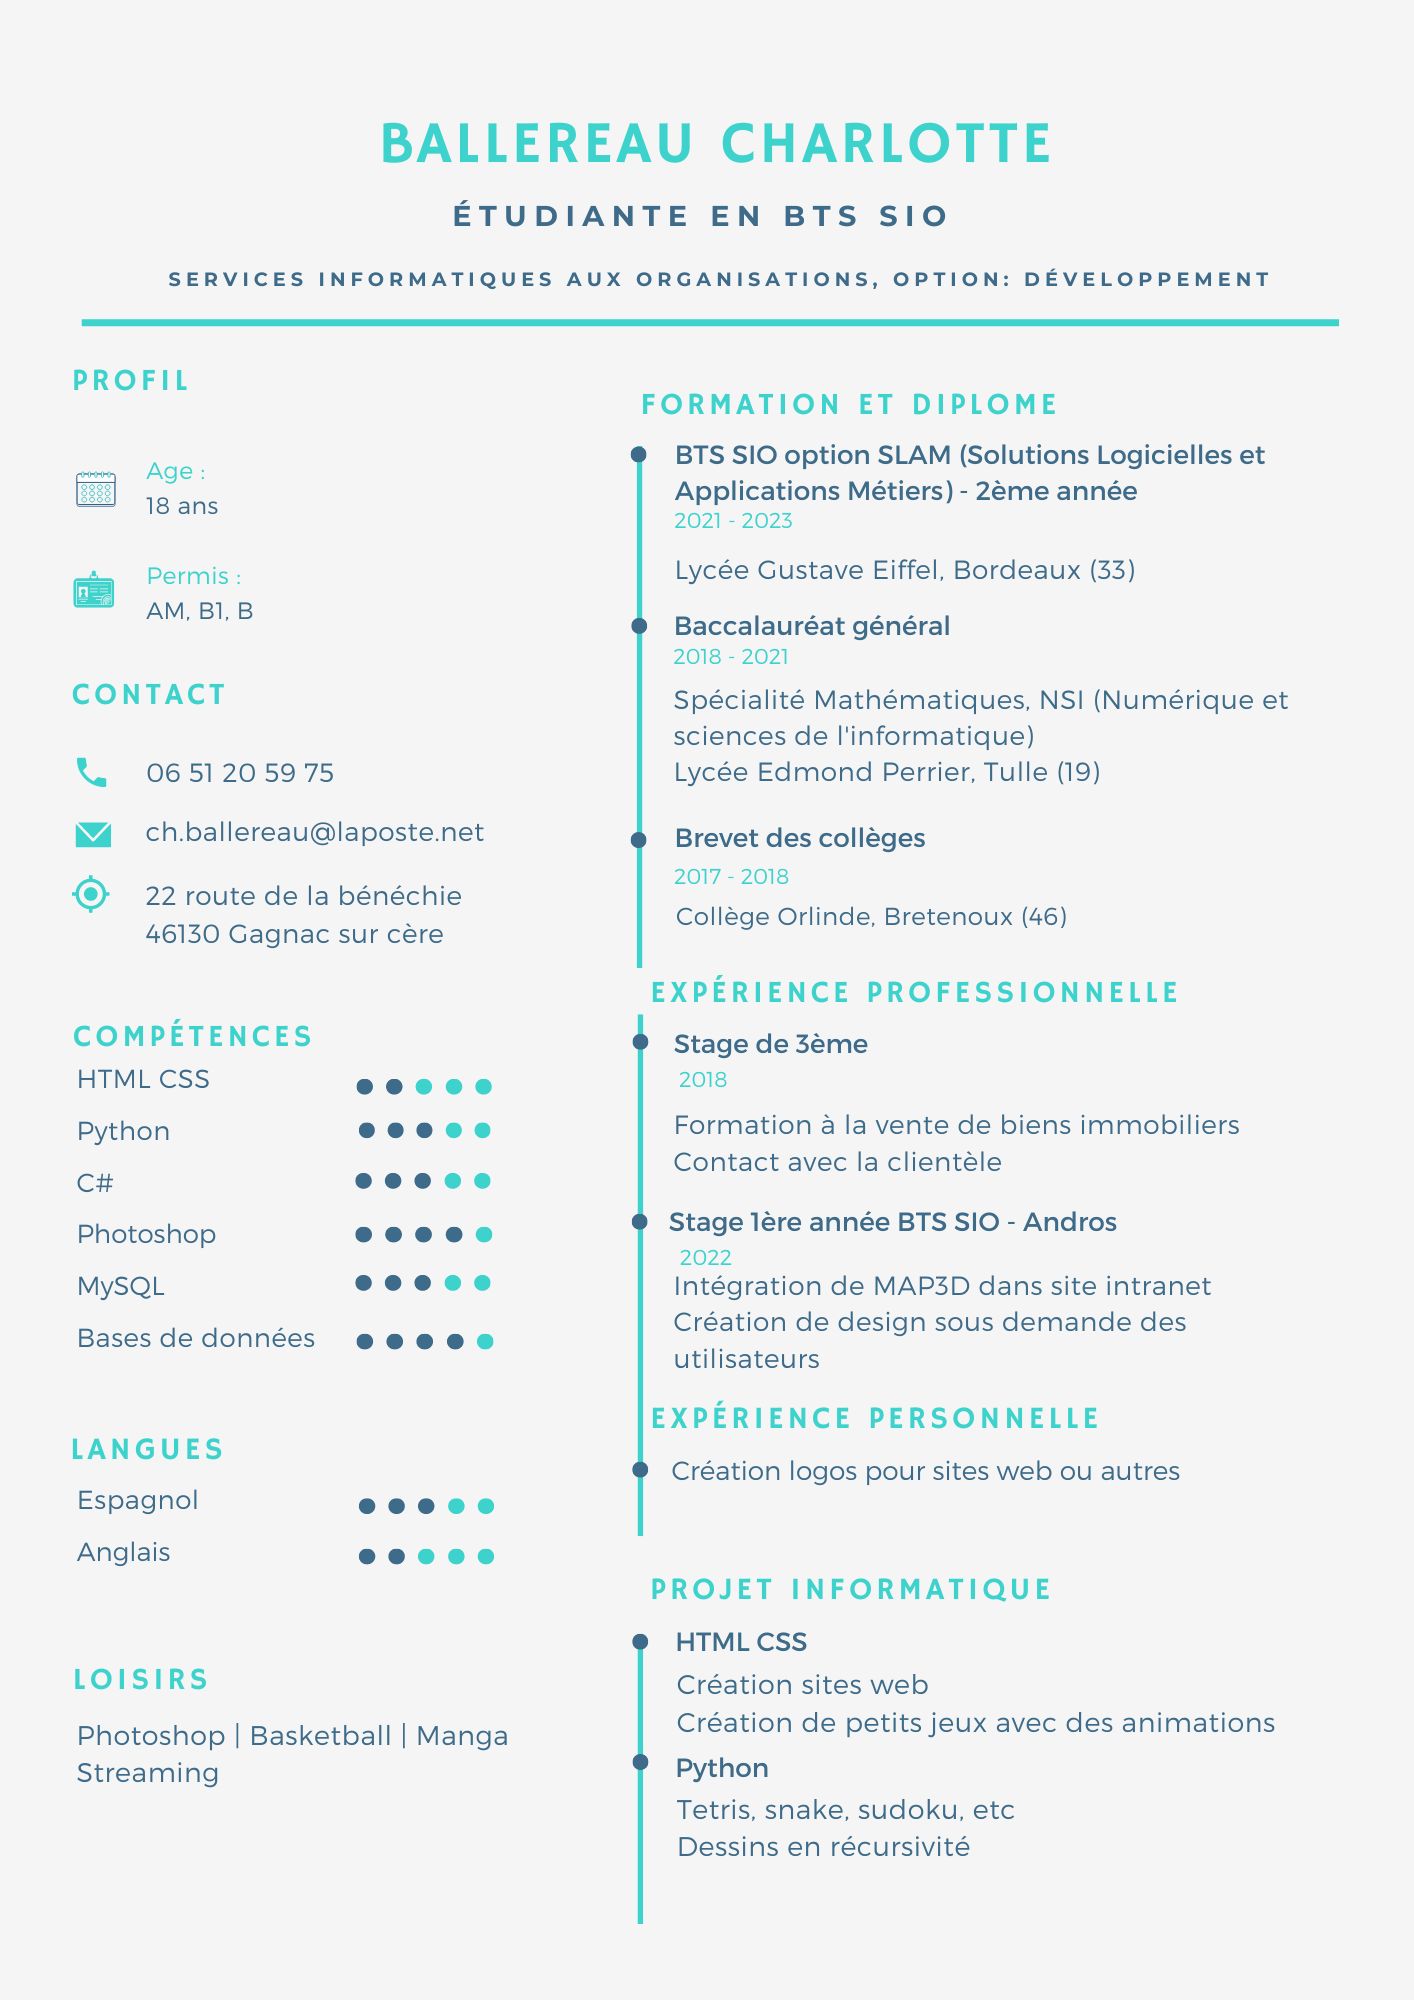 BALLEREAU CHARLOTTE
ÉTUDIANTE EN BTS SIO
SERVICES INFORMATIQUES AUX ORGANISATIONS, OPTION: DÉVELOPPEMENT
PROFIL
Age :
18 ans
Permis :
AM, B1, B
CONTACT
06 51 20 59 75
ch.ballereau@laposte.net
22 route de la bénéchie
46130 Gagnac sur cère
COMPÉTENCES
HTML CSS
Python
C#
Photoshop
MySQL
Bases de données
LANGUES
Espagnol
Anglais
LOISIRS
Photoshop | Basketball | Manga
Streaming
FORMATION ET DIPLOME
BTS SIO option SLAM (Solutions Logicielles et
Applications Métiers) - 2ème année
2021 - 2023
Lycée Gustave Eiffel, Bordeaux (33)
Baccalauréat général
2018 - 2021
Spécialité Mathématiques, NSI (Numérique et
sciences de l'informatique)
Lycée Edmond Perrier, Tulle (19)
Brevet des collèges
2017 - 2018
Collège Orlinde, Bretenoux (46)
EXPÉRIENCE PROFESSIONNELLE
Stage de 3ème
2018
Formation à la vente de biens immobiliers
Contact avec la clientèle
Stage 1ère année BTS SIO - Andros
2022
Intégration de MAP3D dans site intranet
Création de design sous demande des
utilisateurs
EXPÉRIENCE PERSONNELLE
Création logos pour sites web ou autres
PROJET INFORMATIQUE
HTML CSS
Création sites web
Création de petits jeux avec des animations
Python
Tetris, snake, sudoku, etc
Dessins en récursivité